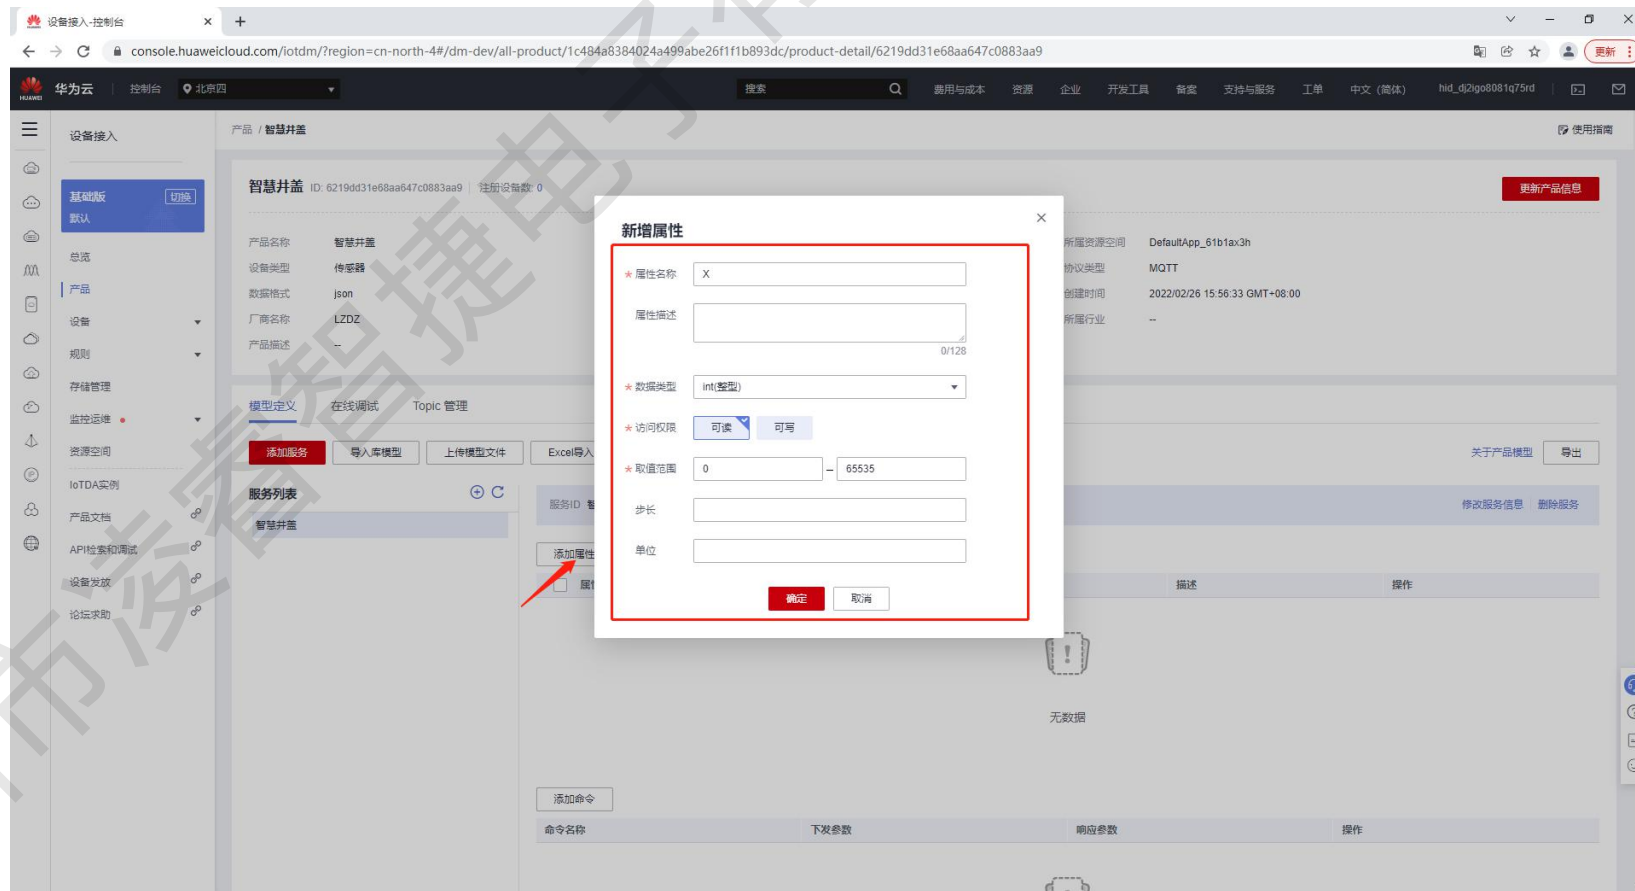 设备接入-控制台
console.huaweicloud.com/iotdm/?region=cn-north-4#/dm-dev/all-product/1c484a8384024a499abe26f1f1b893dc/product-detail/6219dd31e68aa647c0883aa9
更新
HUAWEI 华为云 控制台 北京四 搜索 费用与成本 资源 企业 开发工具 备案 支持与服务 工单 中文 (简体) hid_dj2igo8081q75rd
设备接入
产品 / 智慧井盖
使用指南
基础版 切换
默认
总览
产品
设备
规则
存储管理
监控运维
资源空间
IoTDA实例
产品文档
API检索和调试
设备发放
论坛求助
智慧井盖 ID: 6219dd31e68aa647c0883aa9 注册设备数: 0
更新产品信息
产品名称 智慧井盖
设备类型 传感器
数据格式 json
厂商名称 LZDZ
产品描述 --
所属资源空间 DefaultApp_61b1ax3h
协议类型 MQTT
创建时间 2022/02/26 15:56:33 GMT+08:00
所属行业 --
模型定义 在线调试 Topic 管理
添加服务 导入库模型 上传模型文件 Excel导入
关于产品模型 导出
服务列表
智慧井盖
服务ID
修改服务信息 删除服务
添加属性
描述 操作
无数据
添加命令
命令名称 下发参数 响应参数 操作
新增属性
* 属性名称 X
属性描述
0/128
* 数据类型 int(整型)
* 访问权限 可读 可写
* 取值范围 0 – 65535
步长
单位
确定 取消
市凌睿智捷电子有